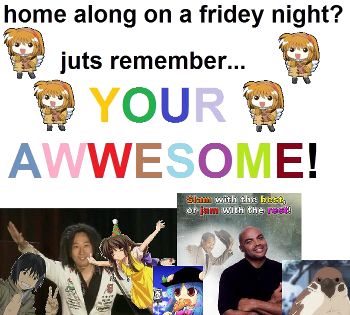 home along on a fridey night?
juts remember...
YOUR
AWWESOME!
Slam with the best,
or jam with the rest!